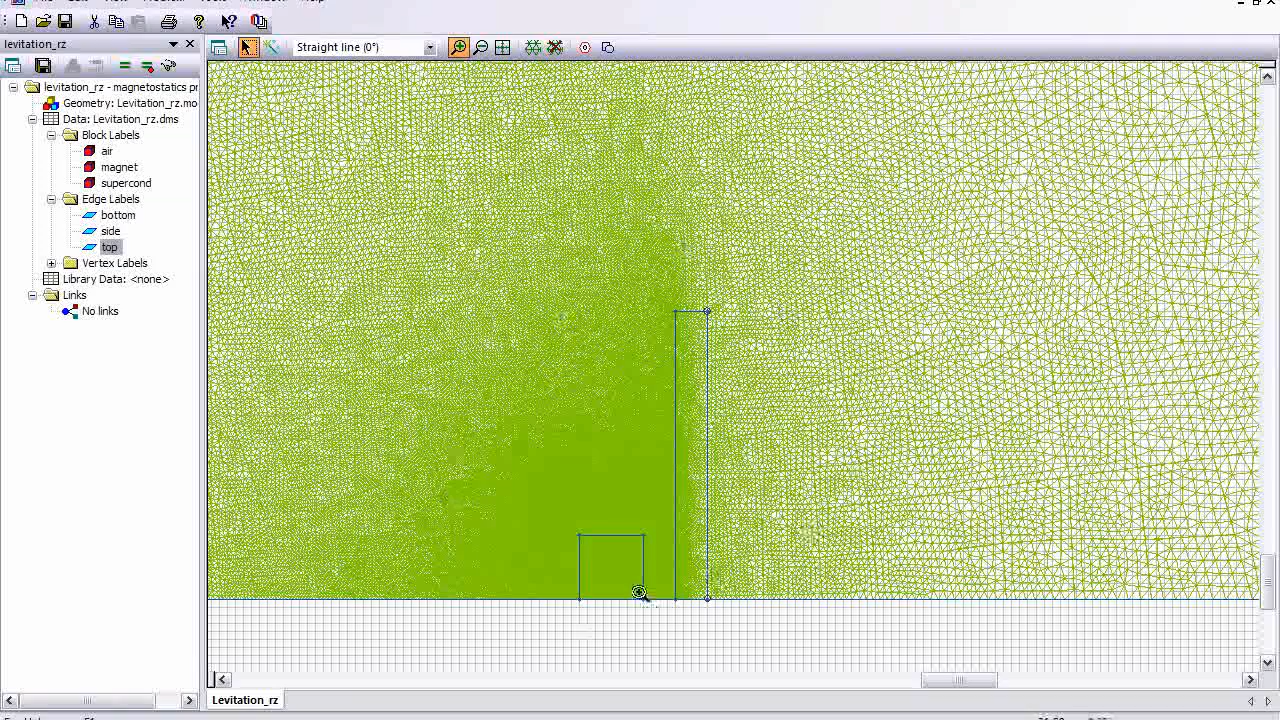 levitation_rz
Straight line (0°)
levitation_rz - magnetostatics pr
Geometry: Levitation_rz.mo
Data: Levitation_rz.dms
Block Labels
air
magnet
supercond
Edge Labels
bottom
side
top
Vertex Labels
Library Data: <none>
Links
No links
Levitation_rz